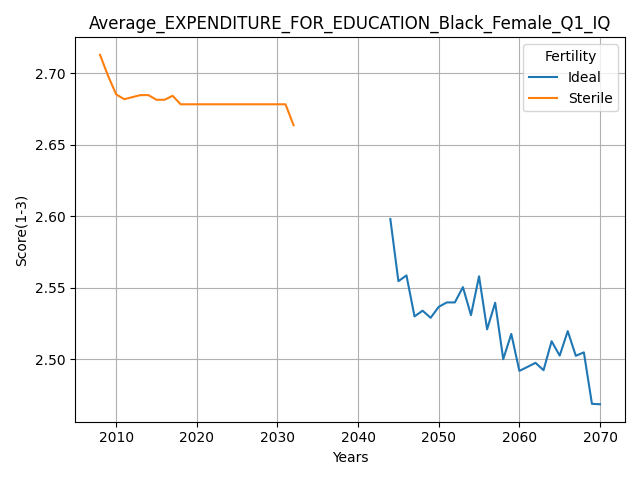 Average_EXPENDITURE_FOR_EDUCATION_Black_Female_Q1_IQ
Fertility
Ideal
Sterile
Score(1-3)
2.70
2.65
2.60
2.55
2.50
2010 2020 2030 2040 2050 2060 2070
Years